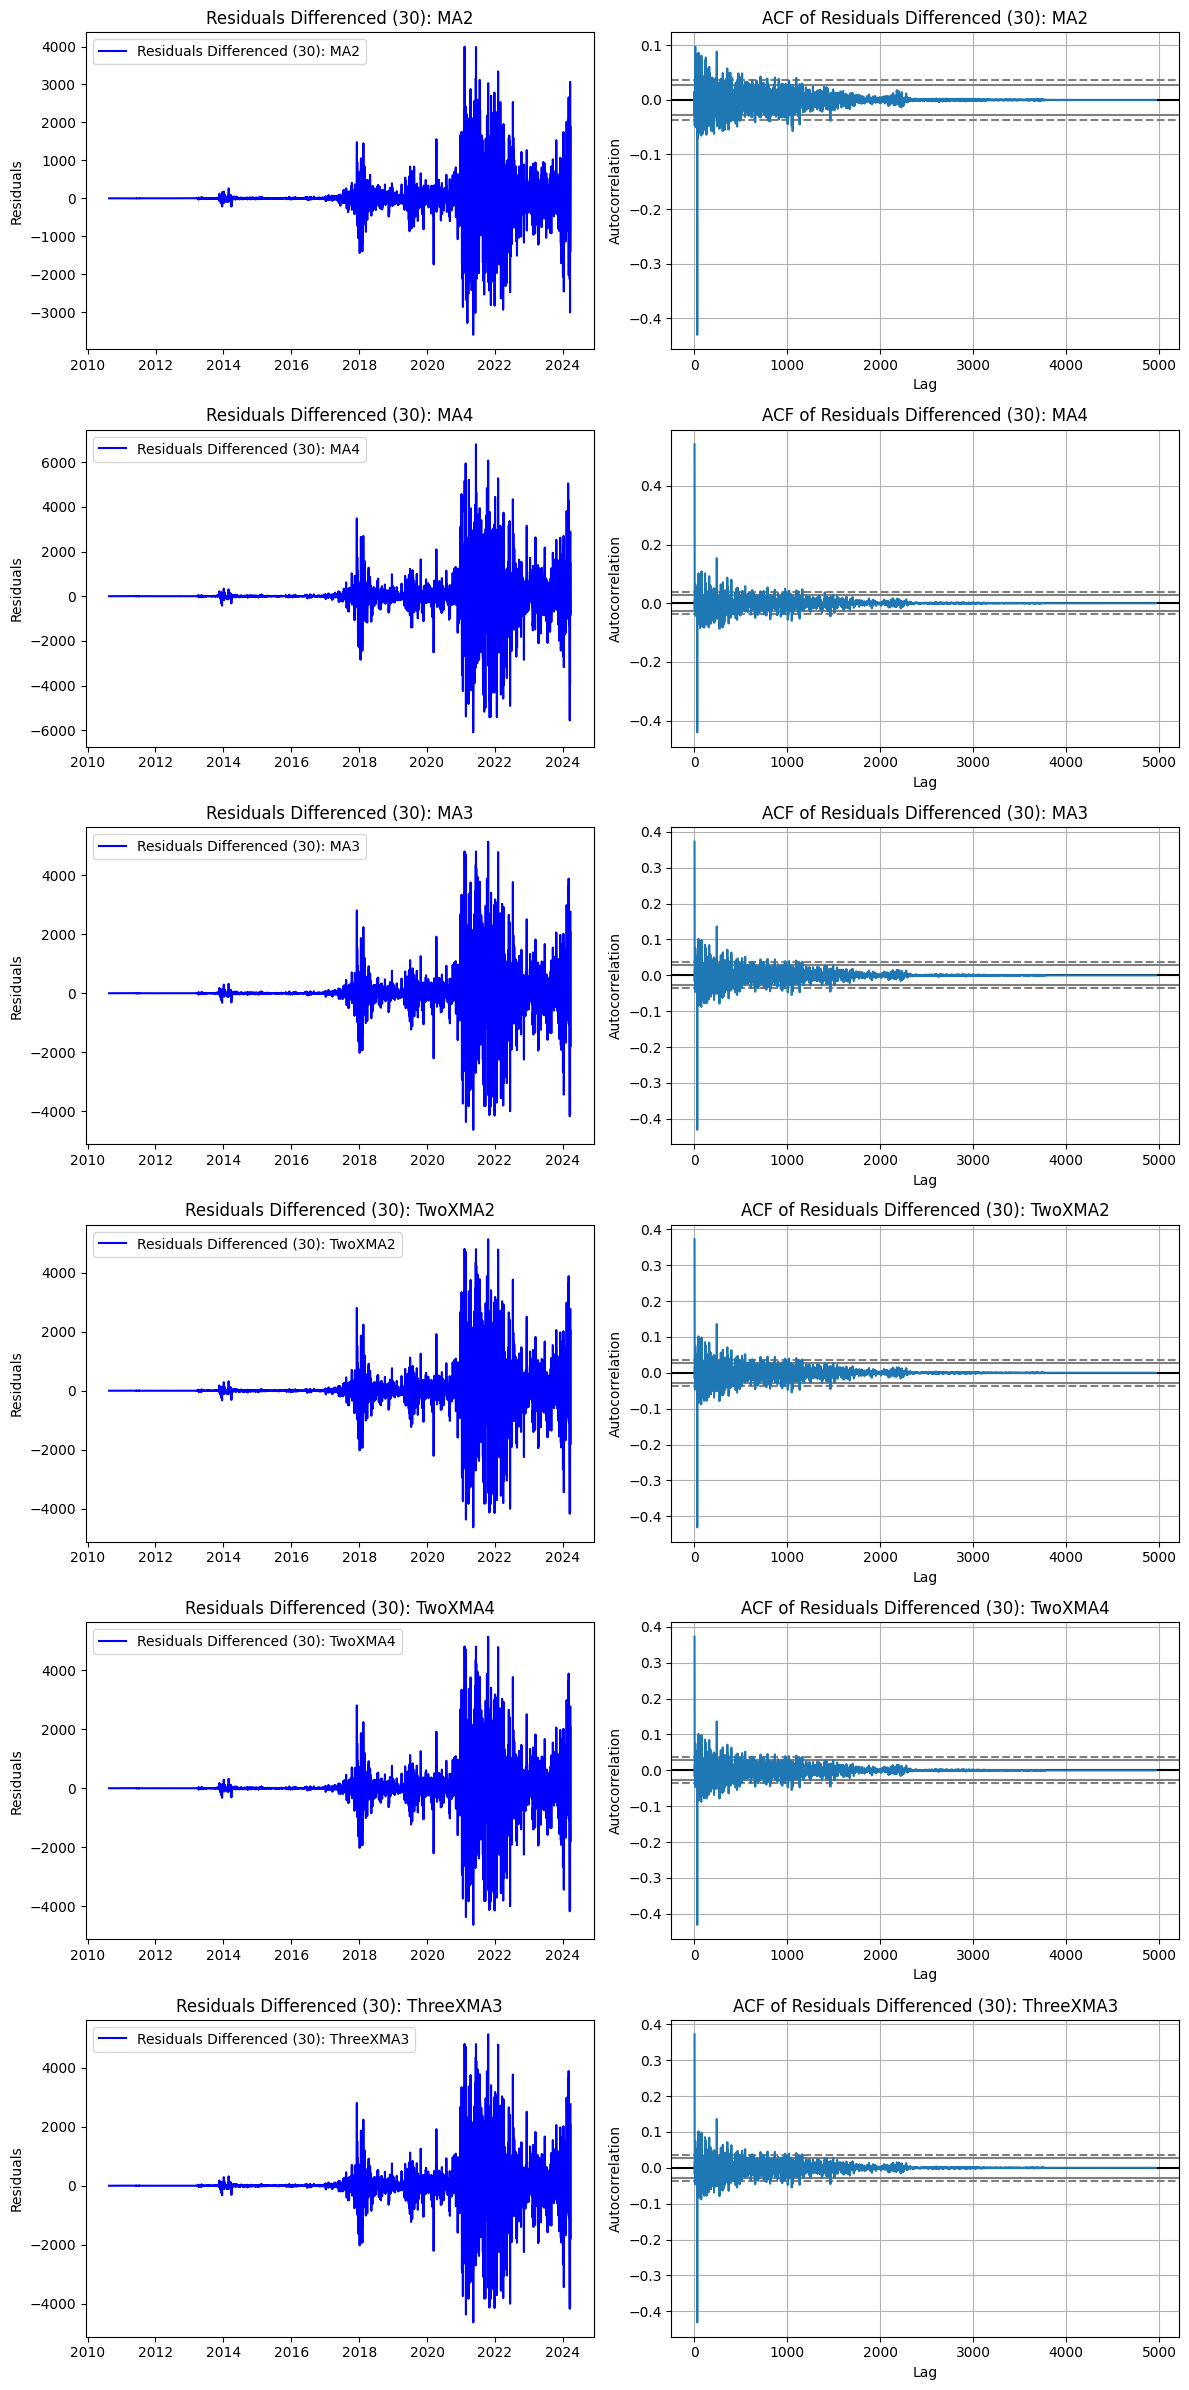 Residuals Differenced (30): MA2
Residuals Differenced (30): MA2
Residuals
4000
3000
2000
1000
0
−1000
−2000
−3000
2010 2012 2014 2016 2018 2020 2022 2024
ACF of Residuals Differenced (30): MA2
Autocorrelation
0.1
0.0
−0.1
−0.2
−0.3
−0.4
0 1000 2000 3000 4000 5000
Lag
Residuals Differenced (30): MA4
Residuals Differenced (30): MA4
Residuals
6000
4000
2000
0
−2000
−4000
−6000
2010 2012 2014 2016 2018 2020 2022 2024
ACF of Residuals Differenced (30): MA4
Autocorrelation
0.4
0.2
0.0
−0.2
−0.4
0 1000 2000 3000 4000 5000
Lag
Residuals Differenced (30): MA3
Residuals Differenced (30): MA3
Residuals
4000
2000
0
−2000
−4000
2010 2012 2014 2016 2018 2020 2022 2024
ACF of Residuals Differenced (30): MA3
Autocorrelation
0.4
0.3
0.2
0.1
0.0
−0.1
−0.2
−0.3
−0.4
0 1000 2000 3000 4000 5000
Lag
Residuals Differenced (30): TwoXMA2
Residuals Differenced (30): TwoXMA2
Residuals
4000
2000
0
−2000
−4000
2010 2012 2014 2016 2018 2020 2022 2024
ACF of Residuals Differenced (30): TwoXMA2
Autocorrelation
0.4
0.3
0.2
0.1
0.0
−0.1
−0.2
−0.3
−0.4
0 1000 2000 3000 4000 5000
Lag
Residuals Differenced (30): TwoXMA4
Residuals Differenced (30): TwoXMA4
Residuals
4000
2000
0
−2000
−4000
2010 2012 2014 2016 2018 2020 2022 2024
ACF of Residuals Differenced (30): TwoXMA4
Autocorrelation
0.4
0.3
0.2
0.1
0.0
−0.1
−0.2
−0.3
−0.4
0 1000 2000 3000 4000 5000
Lag
Residuals Differenced (30): ThreeXMA3
Residuals Differenced (30): ThreeXMA3
Residuals
4000
2000
0
−2000
−4000
2010 2012 2014 2016 2018 2020 2022 2024
ACF of Residuals Differenced (30): ThreeXMA3
Autocorrelation
0.4
0.3
0.2
0.1
0.0
−0.1
−0.2
−0.3
−0.4
0 1000 2000 3000 4000 5000
Lag